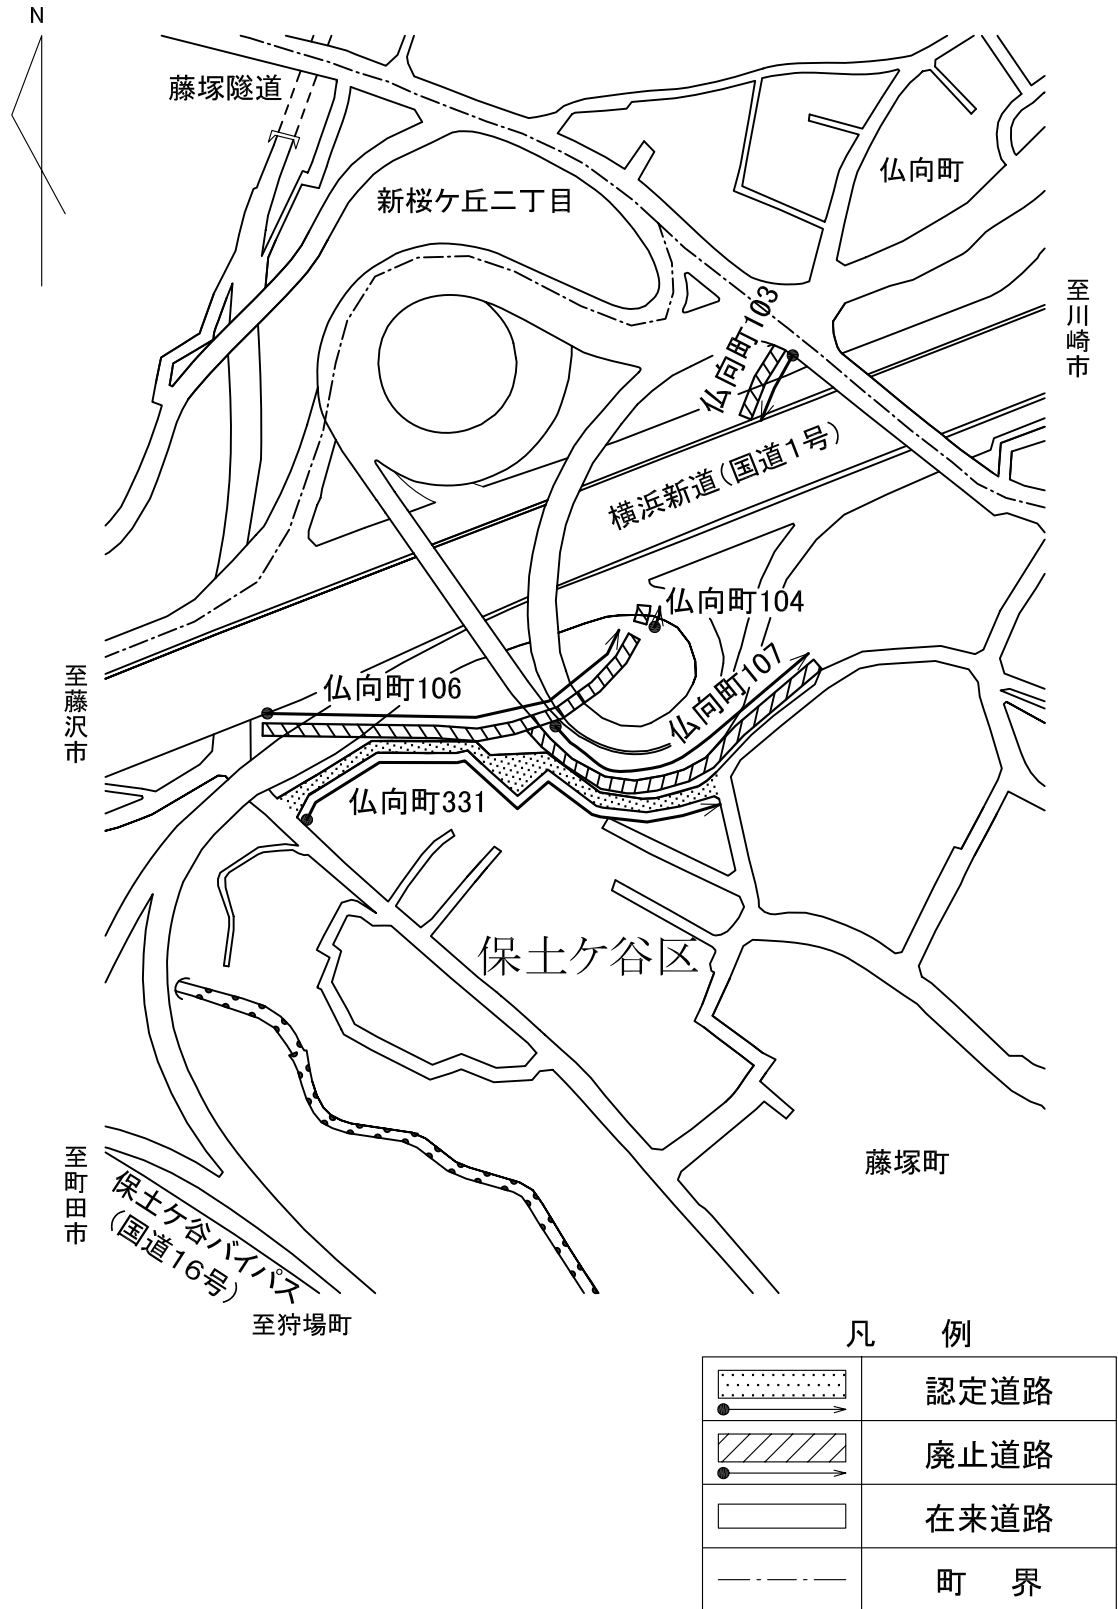 N
藤塚隧道
仏向町
新桜ケ丘二丁目
至川崎市
仏向町103
横浜新道(国道1号)
仏向町104
仏向町107
仏向町106
至藤沢市
仏向町331
保土ケ谷区
藤塚町
至町田市
保土ケ谷バイパス
(国道16号)
至狩場町
凡 例
認定道路
廃止道路
在来道路
町 界